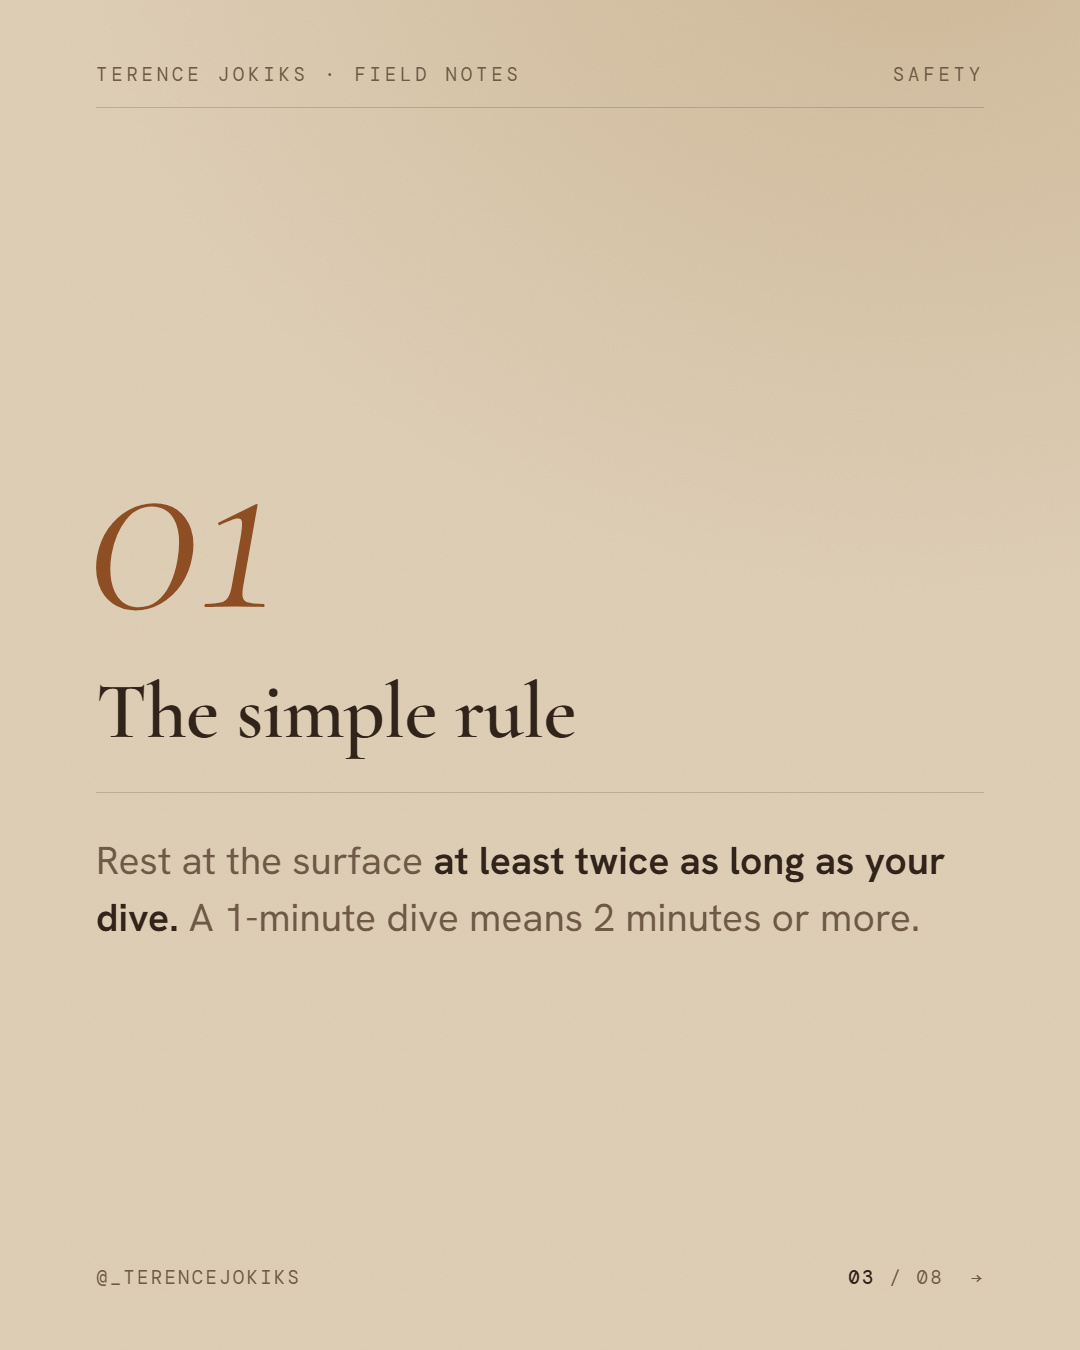 TERENCE JOKIKS · FIELD NOTES
SAFETY
01
The simple rule
Rest at the surface at least twice as long as your
dive. A 1-minute dive means 2 minutes or more.
@_TERENCEJOKIKS
03 / 08 →